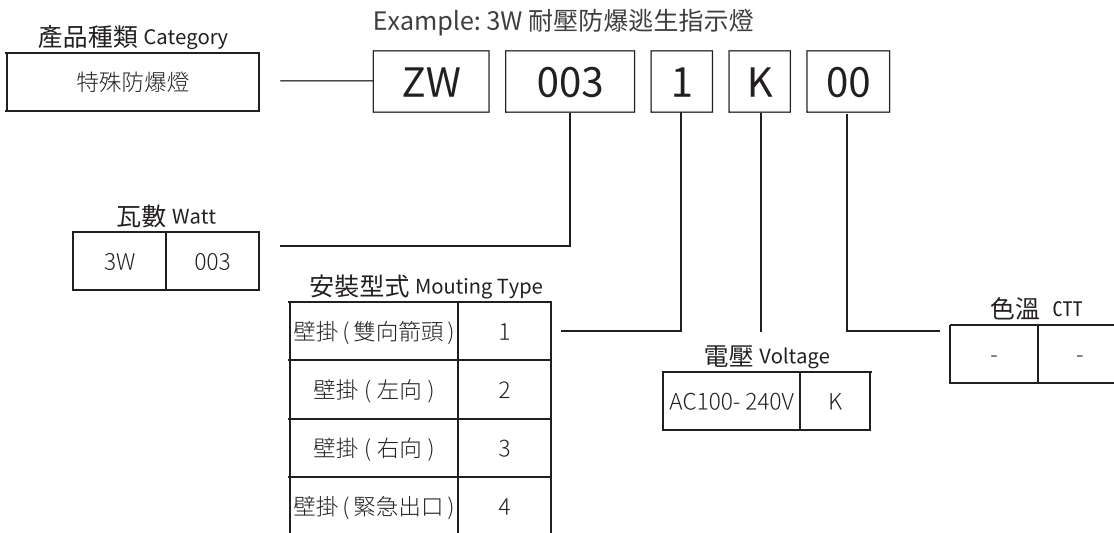 Example: 3W 耐壓防爆逃生指示燈
產品種類 Category
特殊防爆燈
ZW 003 1 K 00
瓦數 Watt
3W 003
安裝型式 Mouting Type
壁掛 ( 雙向箭頭 ) 1
壁掛 ( 左向 ) 2
壁掛 ( 右向 ) 3
壁掛 ( 緊急出口 ) 4
電壓 Voltage
AC100- 240V K
色溫 CTT
- -